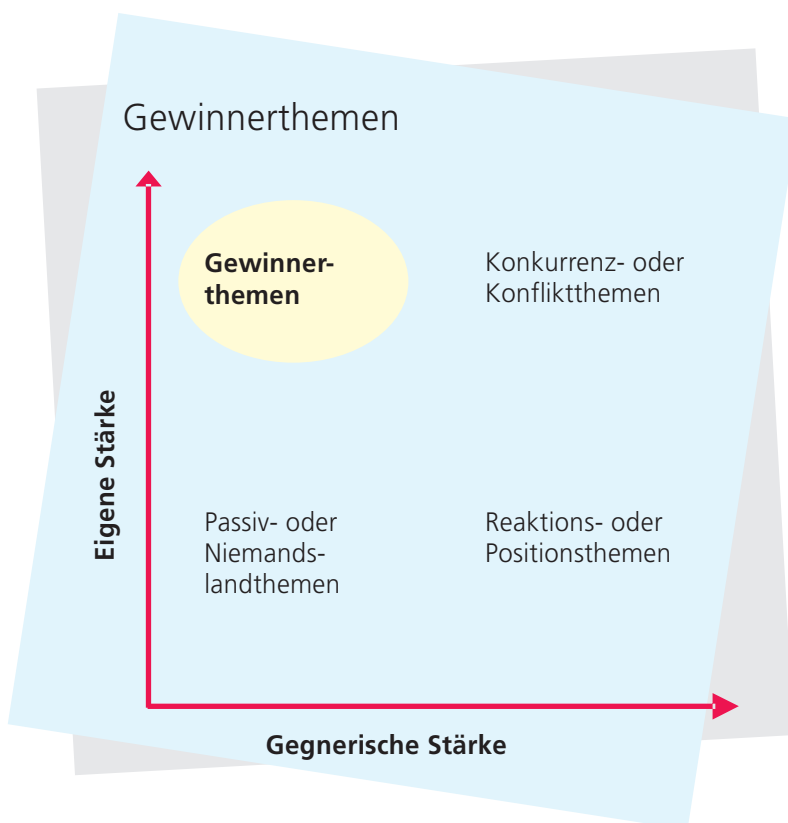 Gewinnerthemen
Gewinner-
themen
Konkurrenz- oder
Konfliktthemen
Eigene Stärke
Passiv- oder
Niemands-
landthemen
Reaktions- oder
Positionsthemen
Gegnerische Stärke